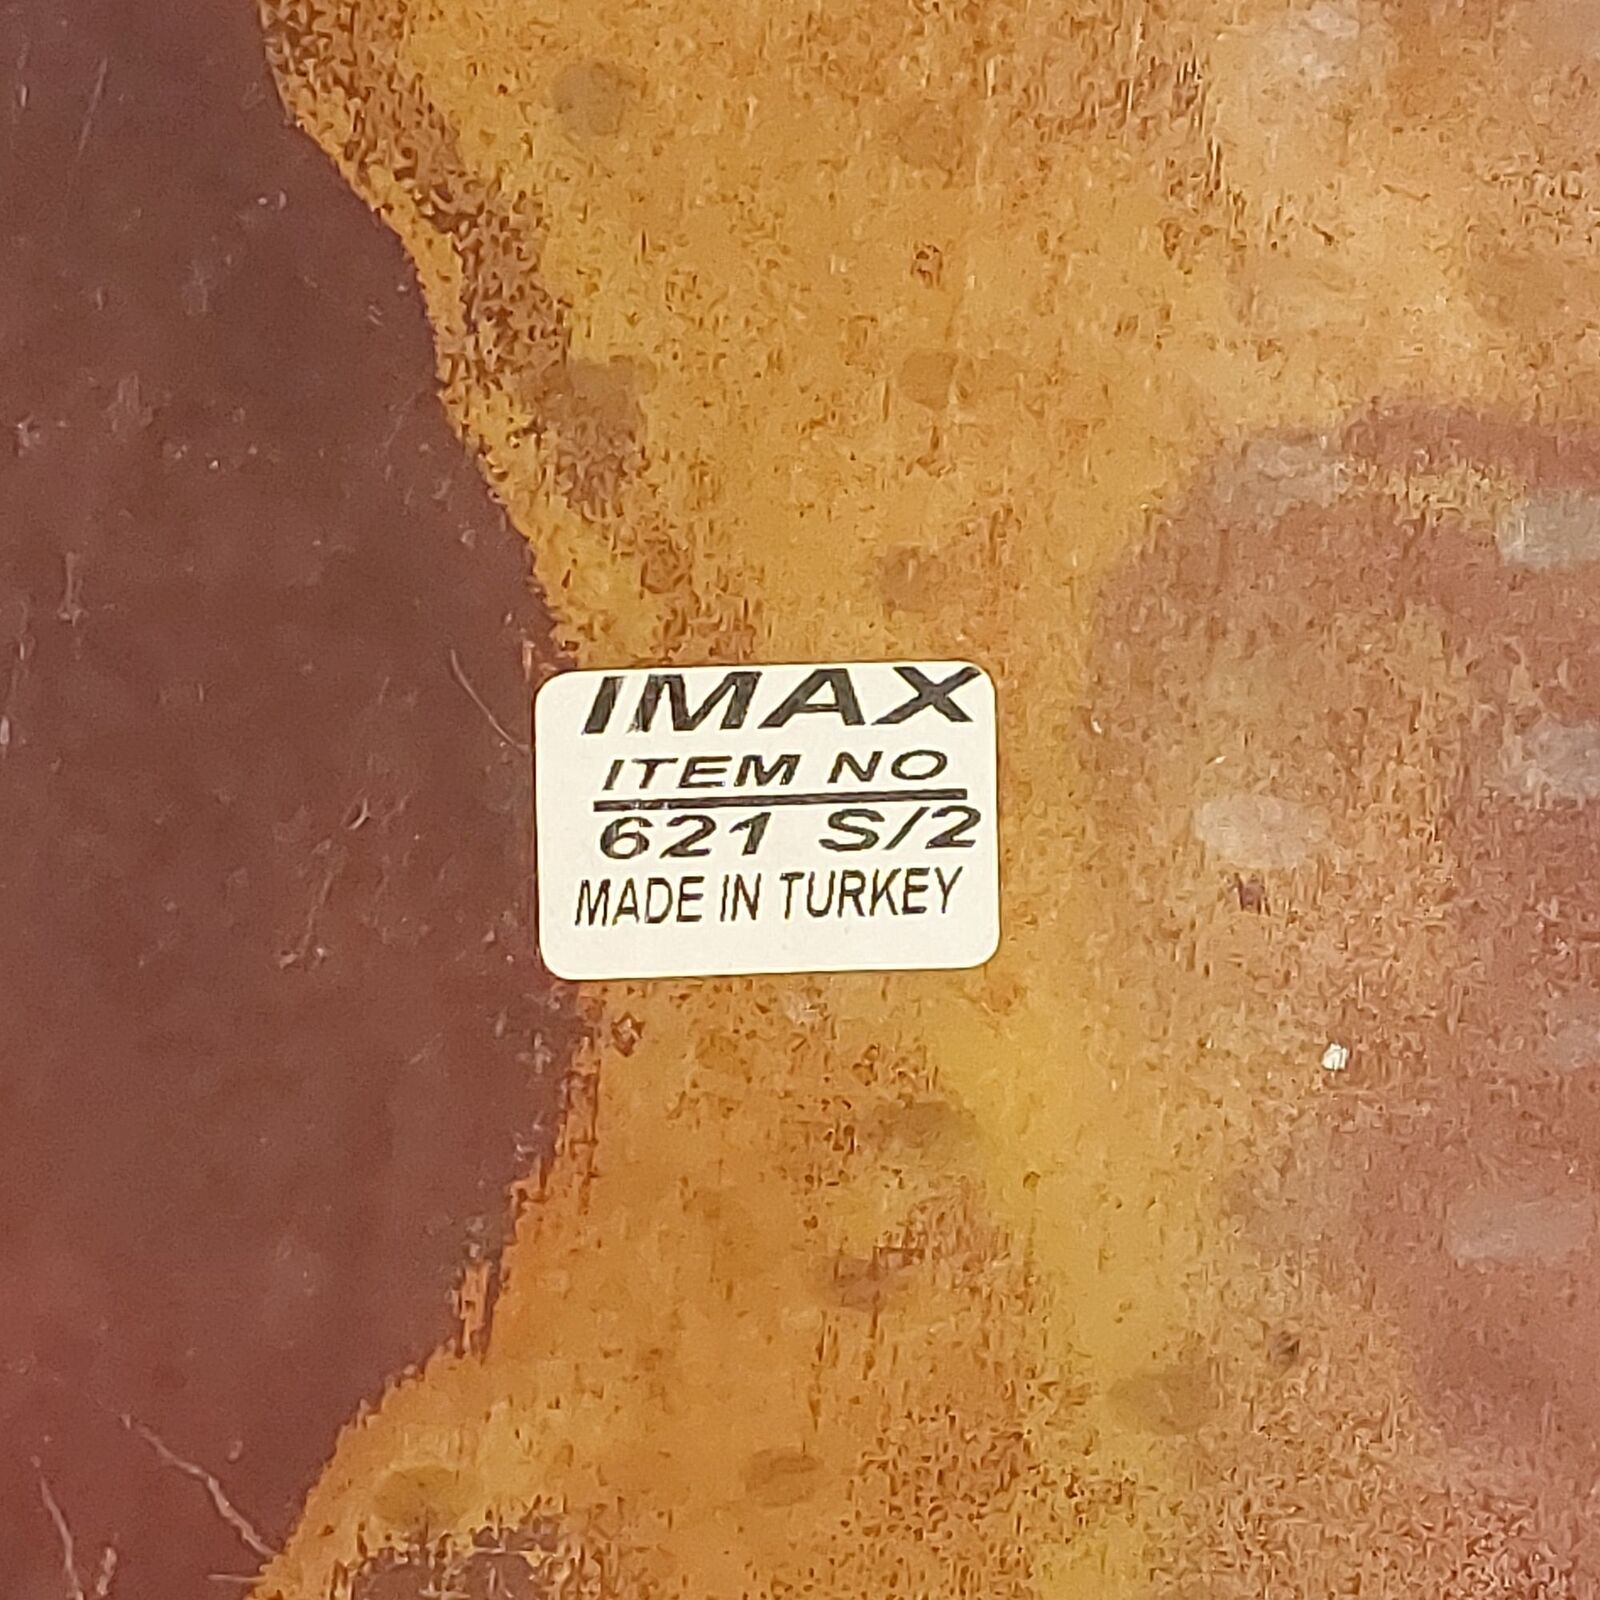 IMAX
ITEM NO
621 S/2
MADE IN TURKEY